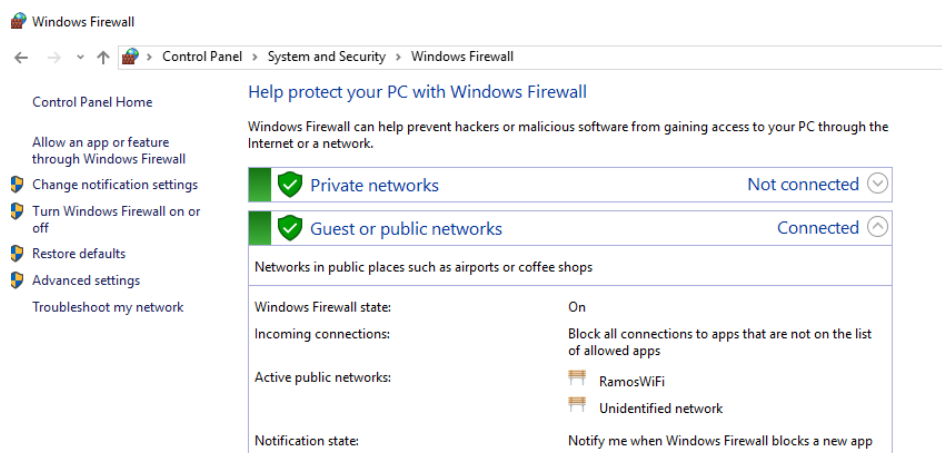 Windows Firewall
Control Panel > System and Security > Windows Firewall
Control Panel Home
Allow an app or feature
through Windows Firewall
Change notification settings
Turn Windows Firewall on or
off
Restore defaults
Advanced settings
Troubleshoot my network
Help protect your PC with Windows Firewall
Windows Firewall can help prevent hackers or malicious software from gaining access to your PC through the
Internet or a network.
Private networks Not connected
Guest or public networks Connected
Networks in public places such as airports or coffee shops
Windows Firewall state: On
Incoming connections: Block all connections to apps that are not on the list
of allowed apps
Active public networks: RamosWiFi
Unidentified network
Notification state: Notify me when Windows Firewall blocks a new app